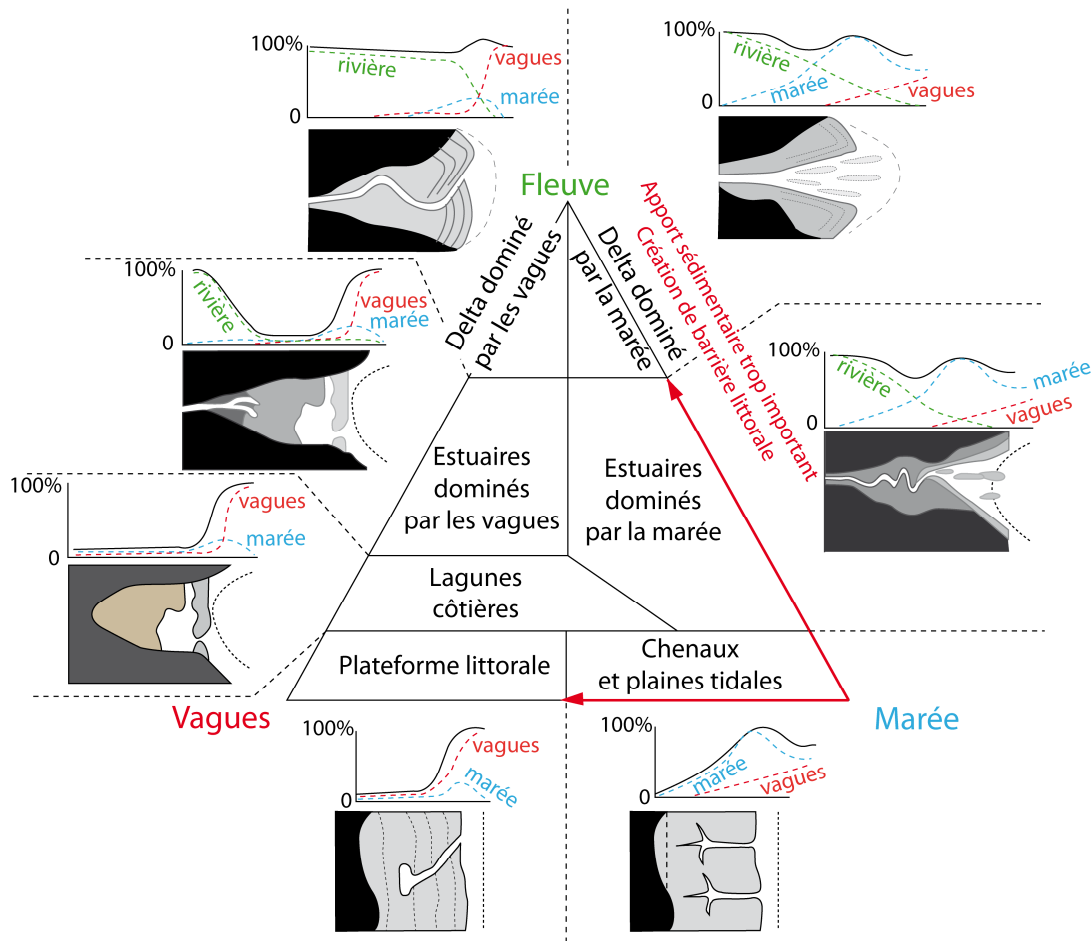 100%
0
rivière
vagues
marée
100%
0
rivière
marée
vagues
Fleuve
Delta dominé
par les vagues
Delta dominé
par la marée
Apport sédimentaire trop important
Création de barrière littorale
100%
0
rivière
vagues
marée
100%
0
rivière
marée
vagues
Estuaires
dominés
par les vagues
Estuaires
dominés
par la marée
100%
0
vagues
marée
Lagunes
côtières
Plateforme littorale
Chenaux
et plaines tidales
Vagues
Marée
100%
0
vagues
marée
100%
0
marée
vagues